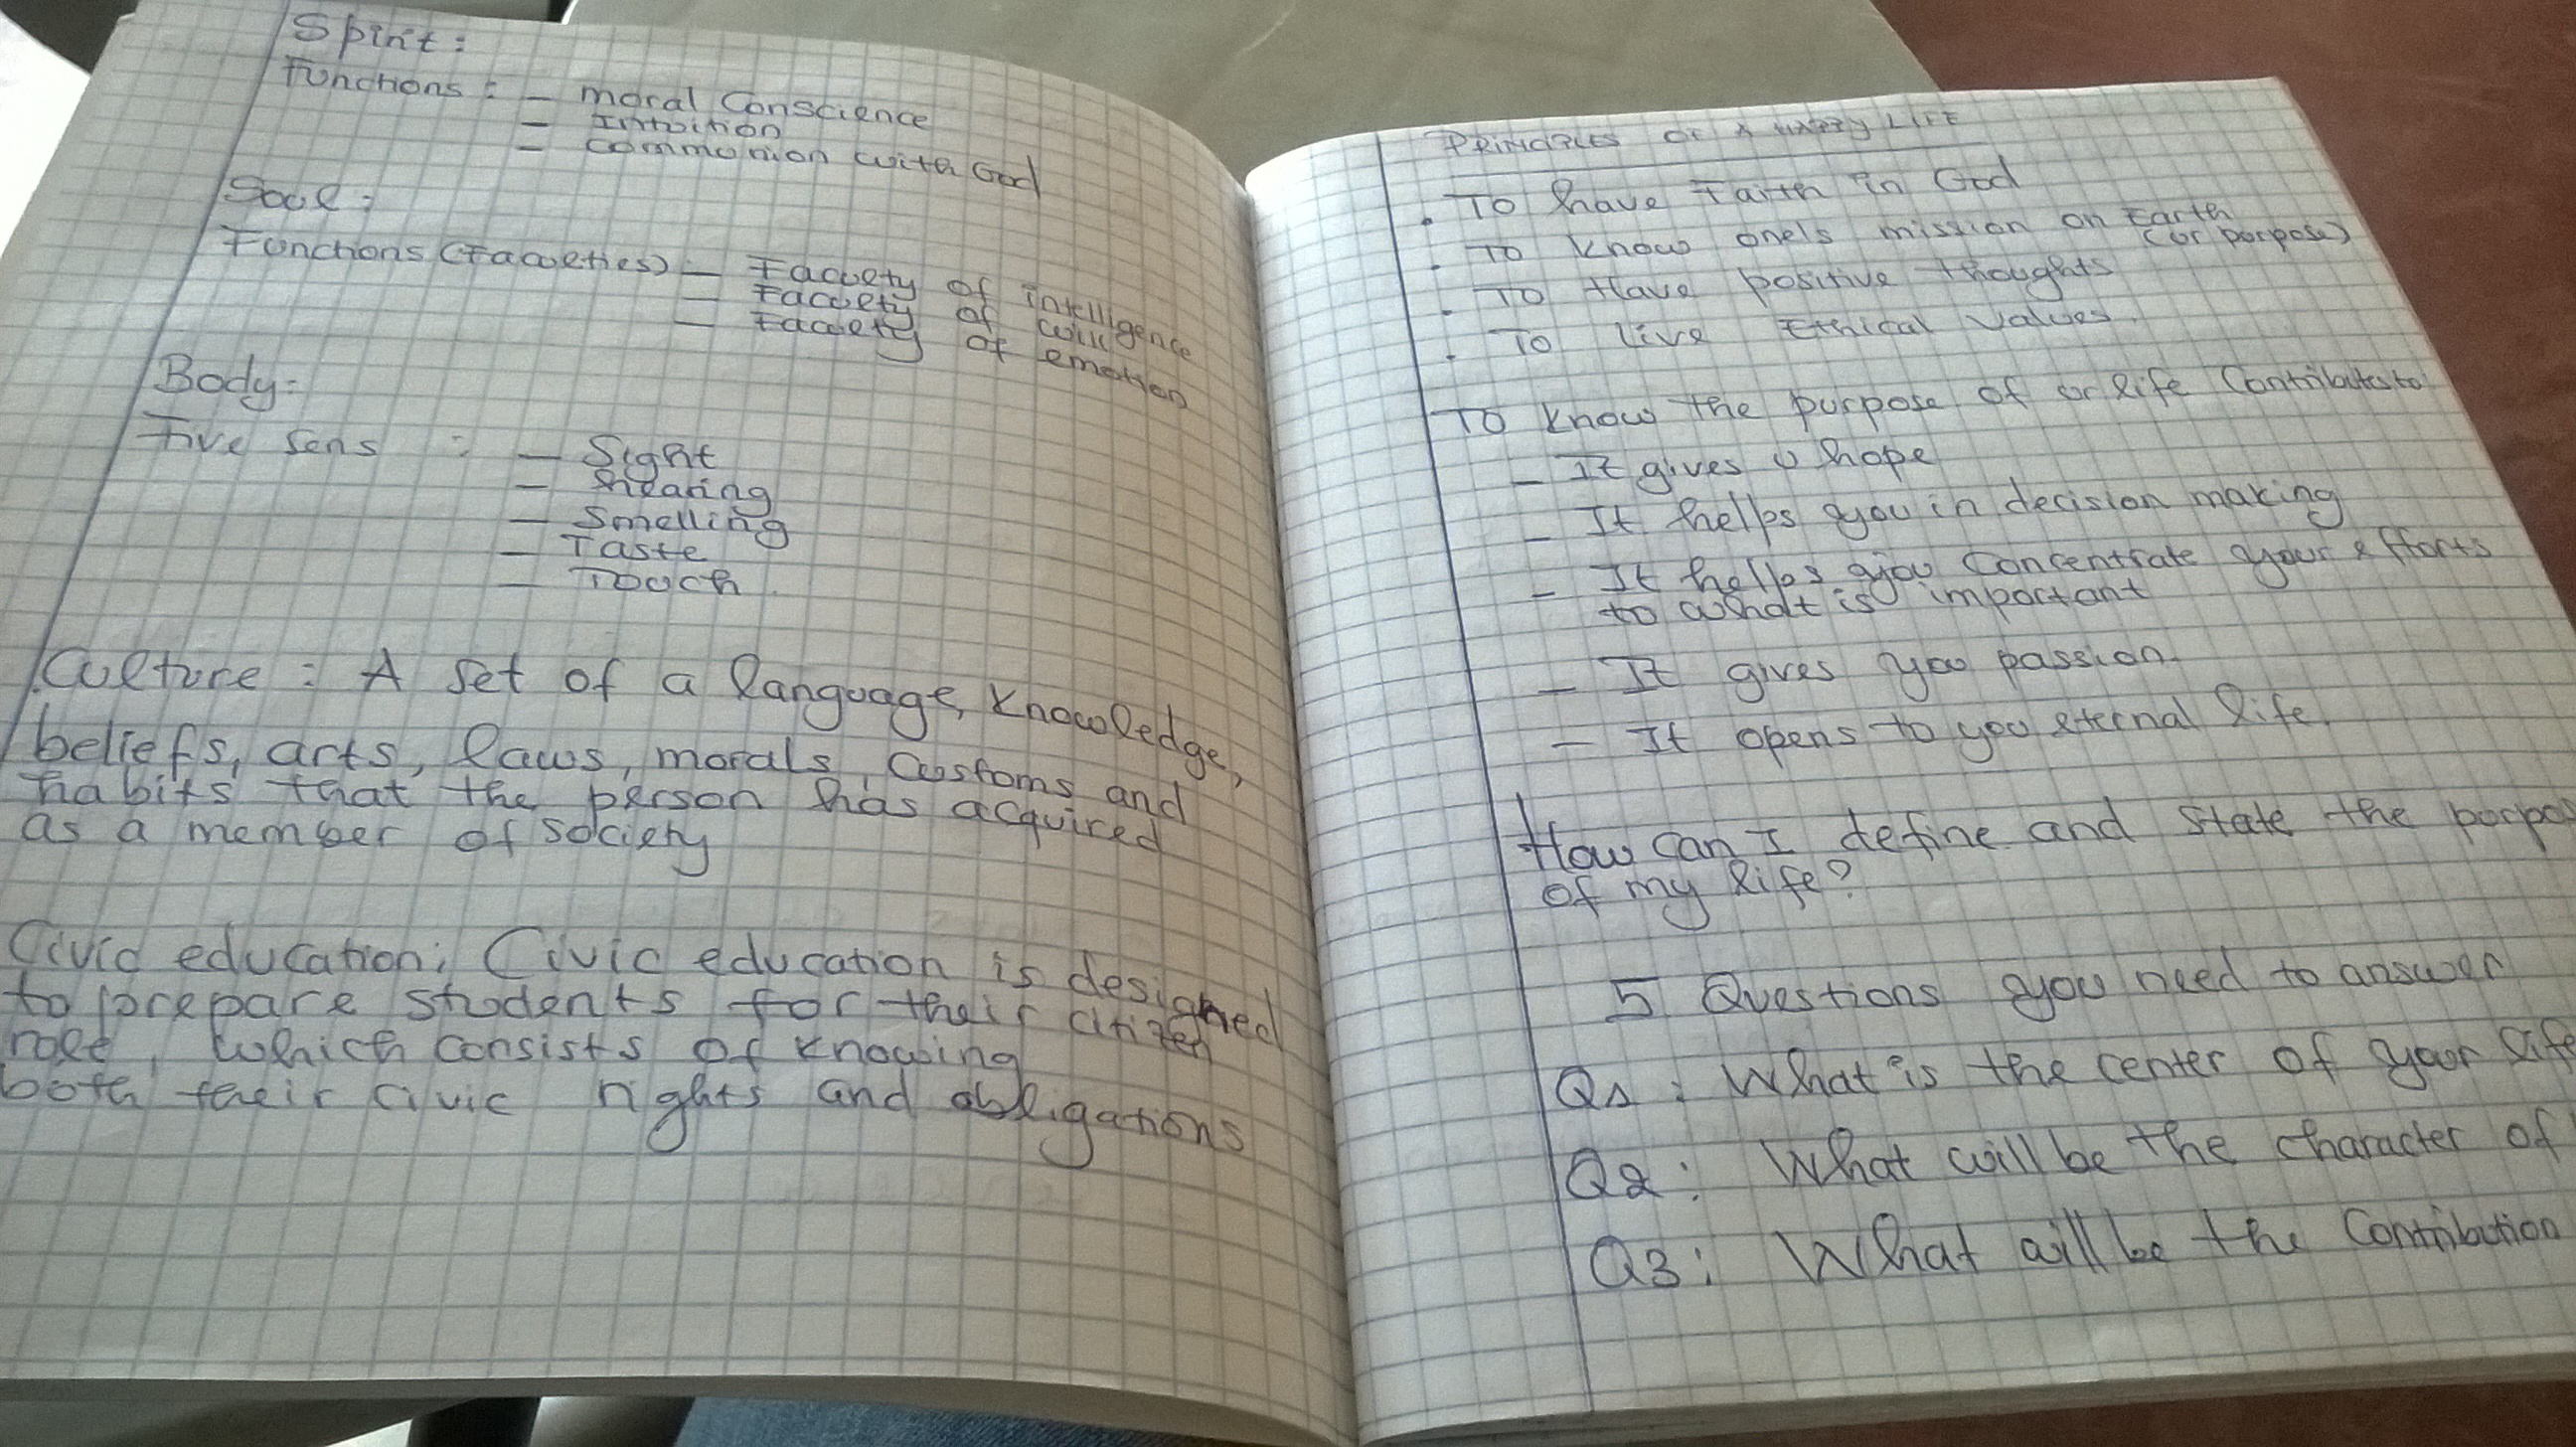 Spirit:
Functions: - moral Conscience
- Intuition
- Communion with God
Soul:
Functions (Faculties) - Faculty of intelligence
- Faculty of will
- Faculty of emotion
Body:
Five sens : - Sight
- hearing
- Smelling
- Taste
- Touch.
Culture: A set of a language, knowledge,
beliefs, arts, laws, morals, customs and
habits that the person has acquired
as a member of society
Civic education: Civic education is designed
to prepare students for their citizen
role, which consists of knowing
both their civic rights and obligations
PRINCIPLES OF A HAPPY LIFE
. To have Faith in God
. To know one's mission on Earth
(or porpose)
. To Have positive thoughts
. To live Ethical values.
To know the purpose of or life Contributes to
- It gives u hope
- It helps you in decision making
- It helps you Concentrate your efforts
to what is important
- It gives you passion.
- It opens to you eternal life.
How can I define and state the porpo
of my life?
5 Questions you need to answer
Q1: What is the center of your life
Q2: What will be the character of
Q3: What will be the Contribution